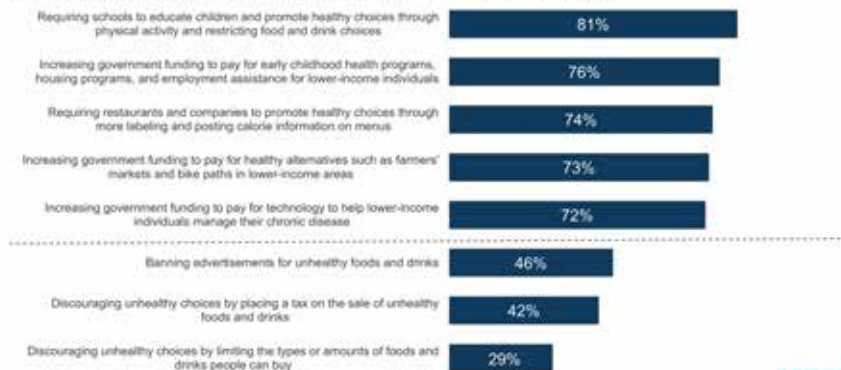 Requiring schools to educate children and promote healthy choices through
physical activity and restricting food and drink choices
81%
Increasing government funding to pay for early childhood health programs,
housing programs, and employment assistance for lower-income individuals
76%
Requiring restaurants and companies to promote healthy choices through
more labeling and posting calorie information on menus
74%
Increasing government funding to pay for healthy alternatives such as farmers'
markets and bike paths in lower-income areas
73%
Increasing government funding to pay for technology to help lower-income
individuals manage their chronic disease
72%
Banning advertisements for unhealthy foods and drinks
46%
Discouraging unhealthy choices by placing a tax on the sale of unhealthy
foods and drinks
42%
Discouraging unhealthy choices by limiting the types or amounts of foods and
drinks people can buy
29%